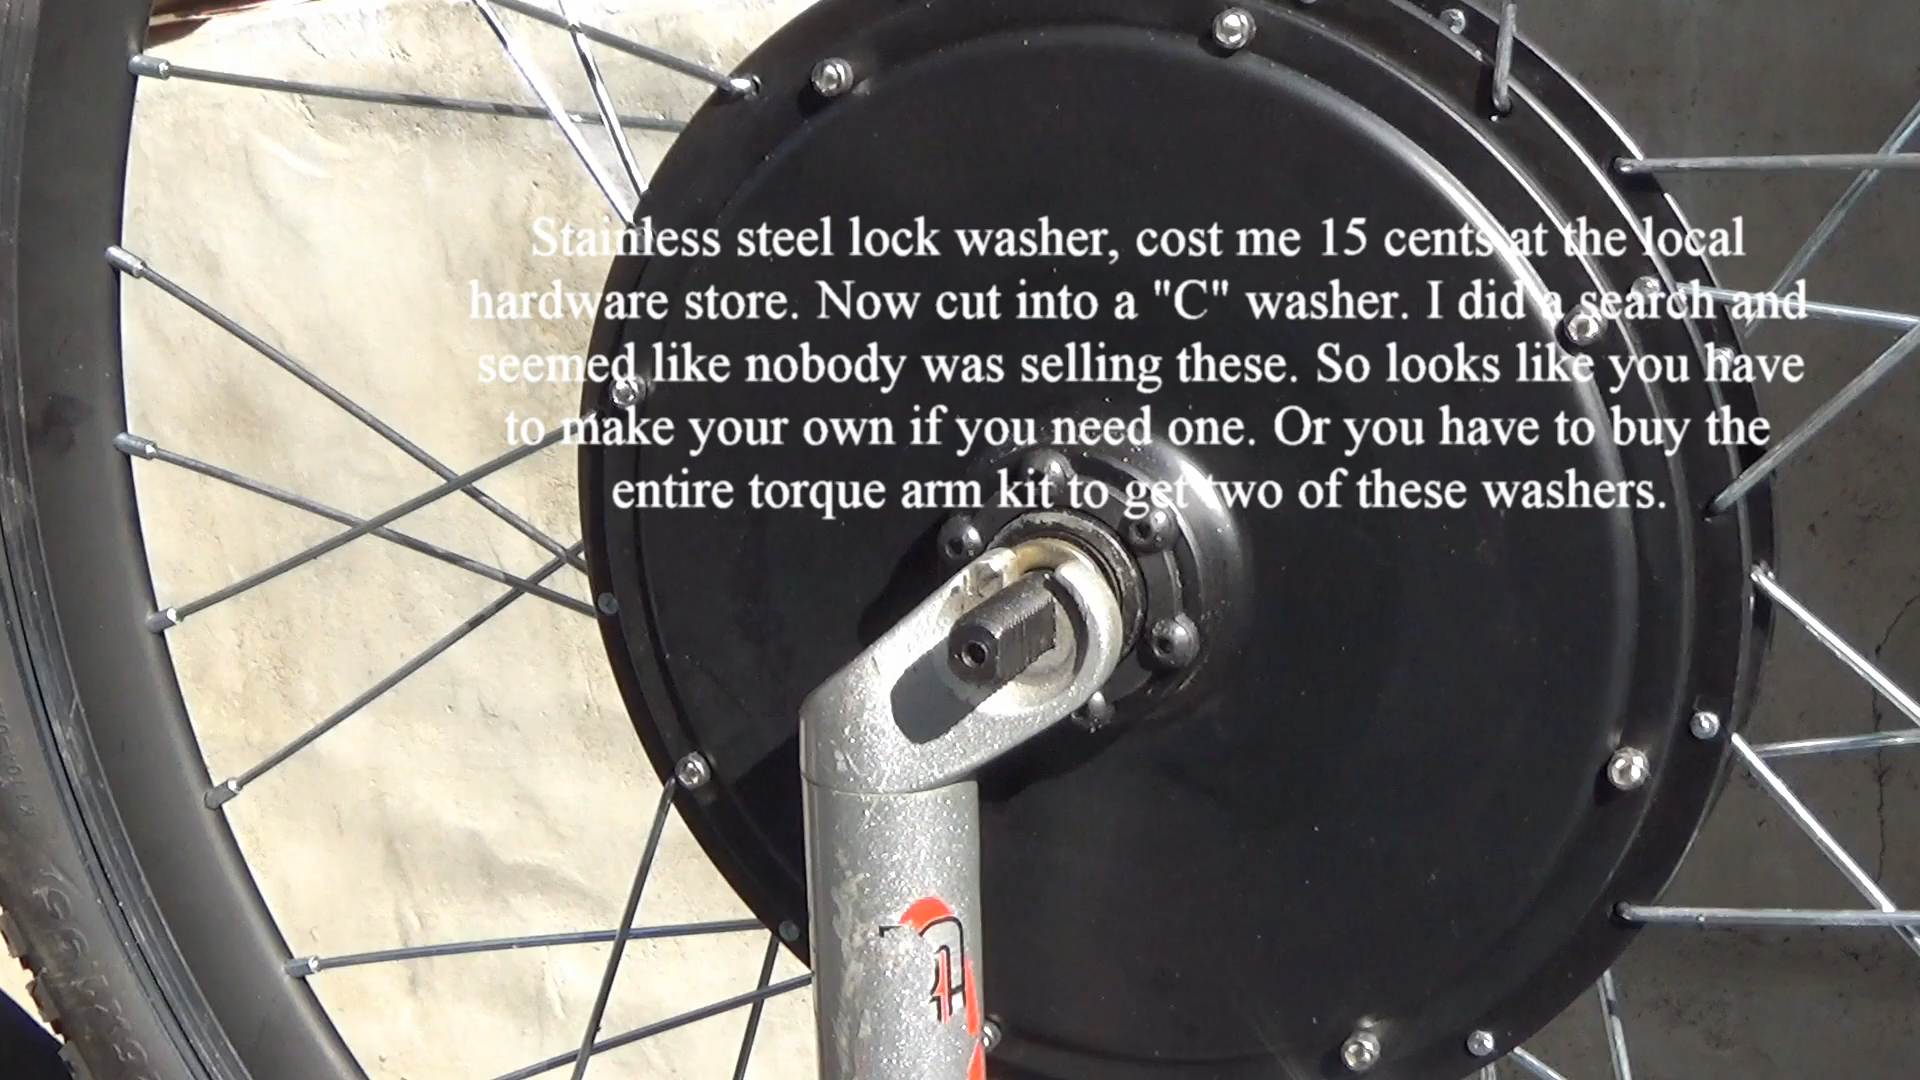 Stainless steel lock washer, cost me 15 cents at the local
hardware store. Now cut into a "C" washer. I did a search and
seemed like nobody was selling these. So looks like you have
to make your own if you need one. Or you have to buy the
entire torque arm kit to get two of these washers.